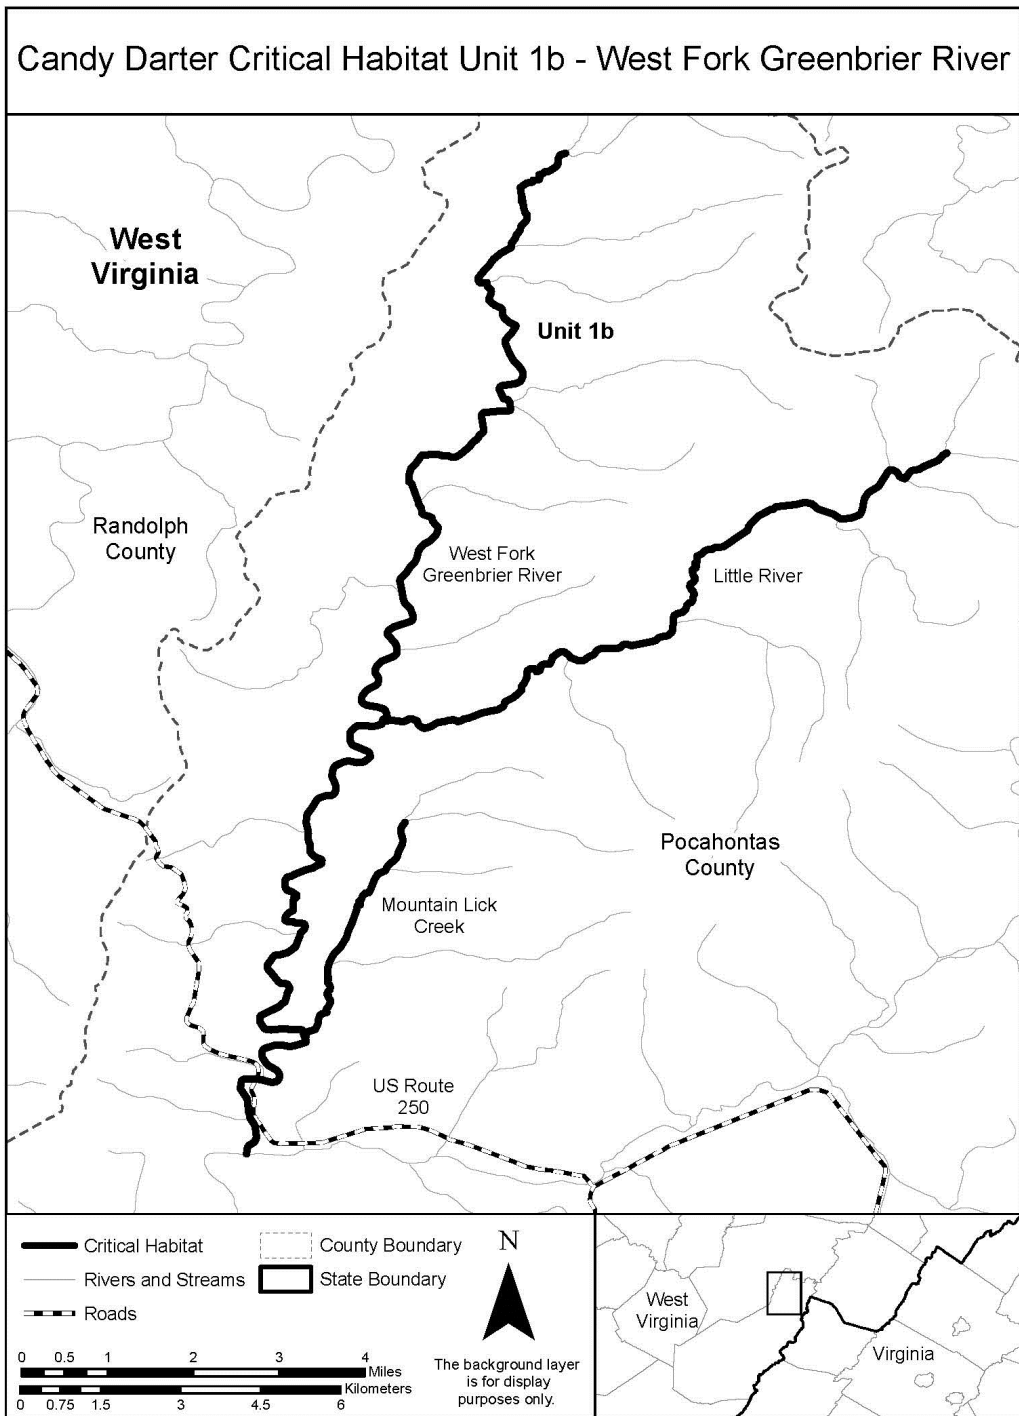 Candy Darter Critical Habitat Unit 1b - West Fork Greenbrier River
West
Virginia
Unit 1b
Randolph
County
West Fork
Greenbrier River
Little River
Pocahontas
County
Mountain Lick
Creek
US Route
250
Critical Habitat
County Boundary
Rivers and Streams
State Boundary
Roads
N
0 0.5 1 2 3 4
Miles
Kilometers
0 0.75 1.5 3 4.5 6
The background layer
is for display
purposes only.
West
Virginia
Virginia